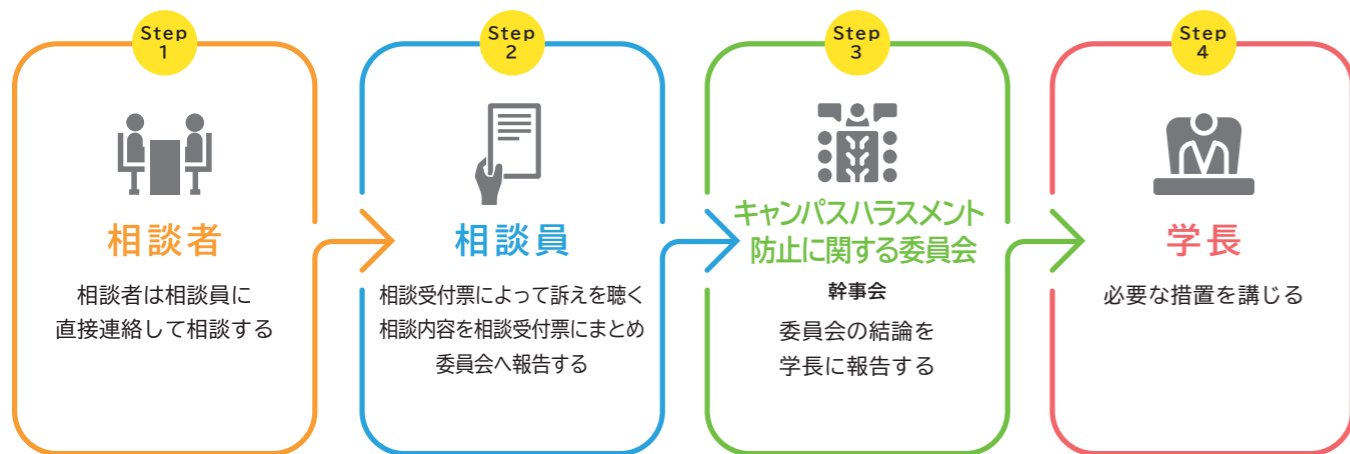 Step
1
相談者
相談者は相談員に
直接連絡して相談する
Step
2
相談員
相談受付票によって訴えを聴く
相談内容を相談受付票にまとめ
委員会へ報告する
Step
3
キャンパスハラスメント
防止に関する委員会
幹事会
委員会の結論を
学長に報告する
Step
4
学長
必要な措置を講じる